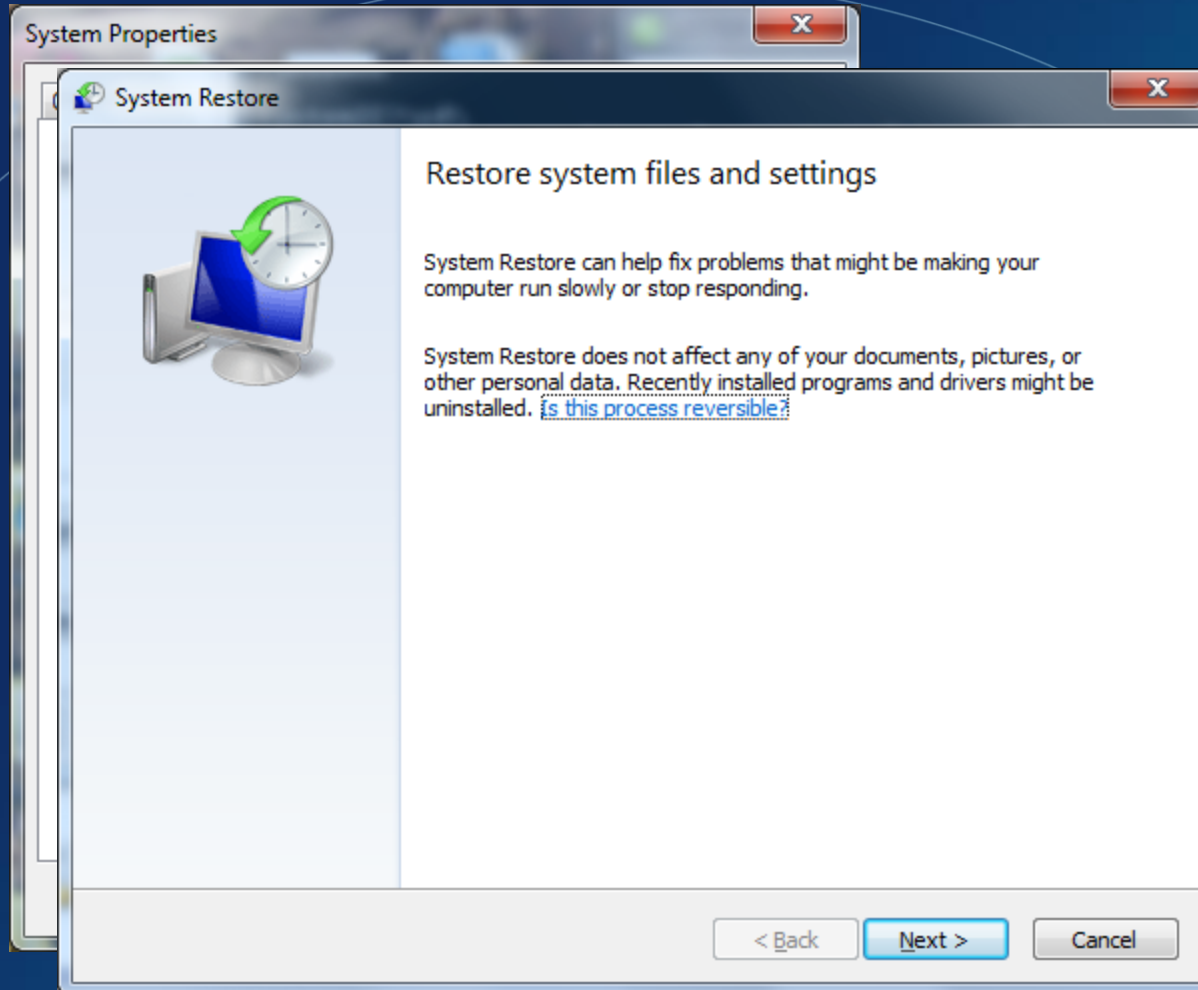 System Properties
System Restore
Restore system files and settings
System Restore can help fix problems that might be making your
computer run slowly or stop responding.
System Restore does not affect any of your documents, pictures, or
other personal data. Recently installed programs and drivers might be
uninstalled. Is this process reversible?
< Back Next > Cancel